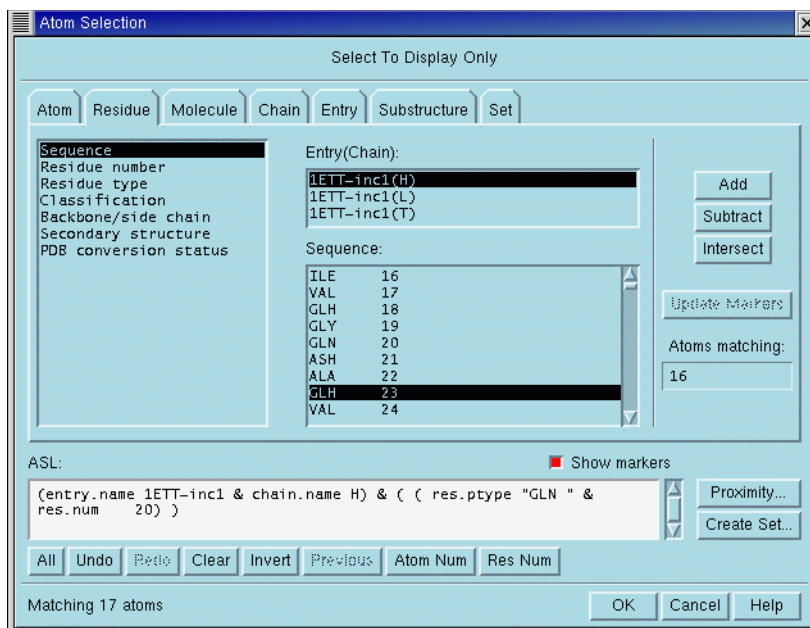 Atom Selection
Select To Display Only
Atom Residue Molecule Chain Entry Substructure Set
Sequence
Residue number
Residue type
Classification
Backbone/side chain
Secondary structure
PDB conversion status
Entry(Chain):
1ETT-inc1(H)
1ETT-inc1(L)
1ETT-inc1(T)
Sequence:
ILE 16
VAL 17
GLH 18
GLY 19
GLN 20
ASH 21
ALA 22
GLH 23
VAL 24
Add
Subtract
Intersect
Update Markers
Atoms matching:
16
ASL:
Show markers
(entry.name 1ETT-inc1 & chain.name H) & ( ( res.ptype "GLN " &
res.num    20) )
Proximity...
Create Set...
All Undo Redo Clear Invert Previous Atom Num Res Num
Matching 17 atoms
OK Cancel Help